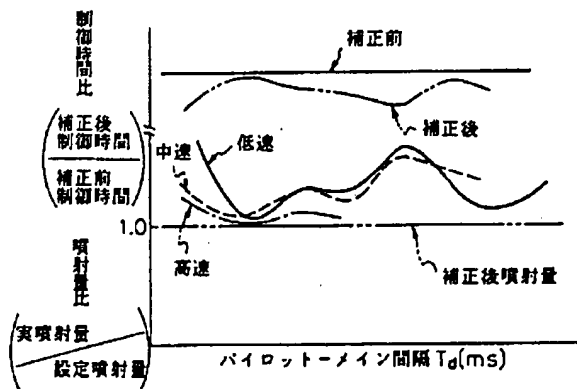 制御時間比
補正後
制御時間
補正前
制御時間
補正前
補正後
低速
中速
高速
1.0
補正後噴射量
噴射量比
実噴射量
設定噴射量
パイロットーメイン間隔 Td(ms)